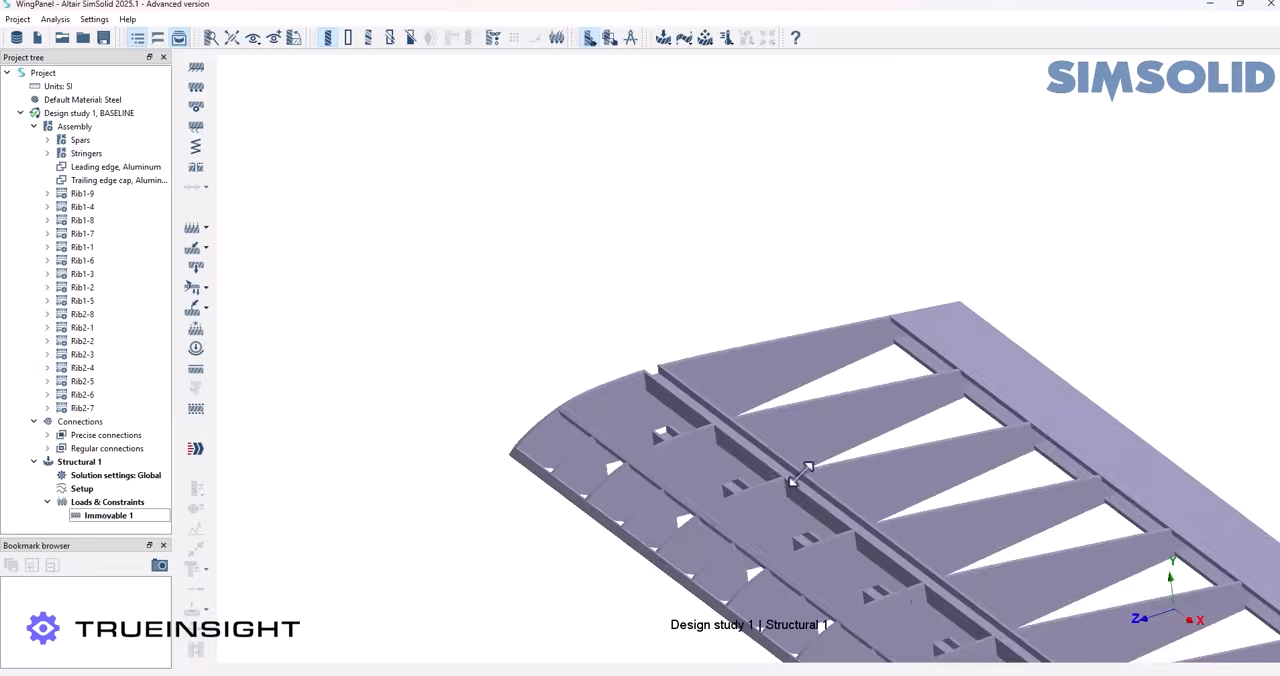 WingPanel - Altair SimSolid 2025.1 - Advanced version
Project Analysis Settings Help
Project tree
SIMSOLID
Project
Units: SI
Default Material: Steel
Design study 1, BASELINE
Assembly
Spars
Stringers
Leading edge, Aluminum
Trailing edge cap, Alumin...
Rib1-9
Rib1-4
Rib1-8
Rib1-7
Rib1-1
Rib1-6
Rib1-3
Rib1-2
Rib1-5
Rib2-8
Rib2-1
Rib2-2
Rib2-3
Rib2-4
Rib2-5
Rib2-6
Rib2-7
Connections
Precise connections
Regular connections
Structural 1
Solution settings: Global
Setup
Loads & Constraints
Immovable 1
Bookmark browser
TRUEINSIGHT
Design study 1 | Structural 1
Y
Z
X